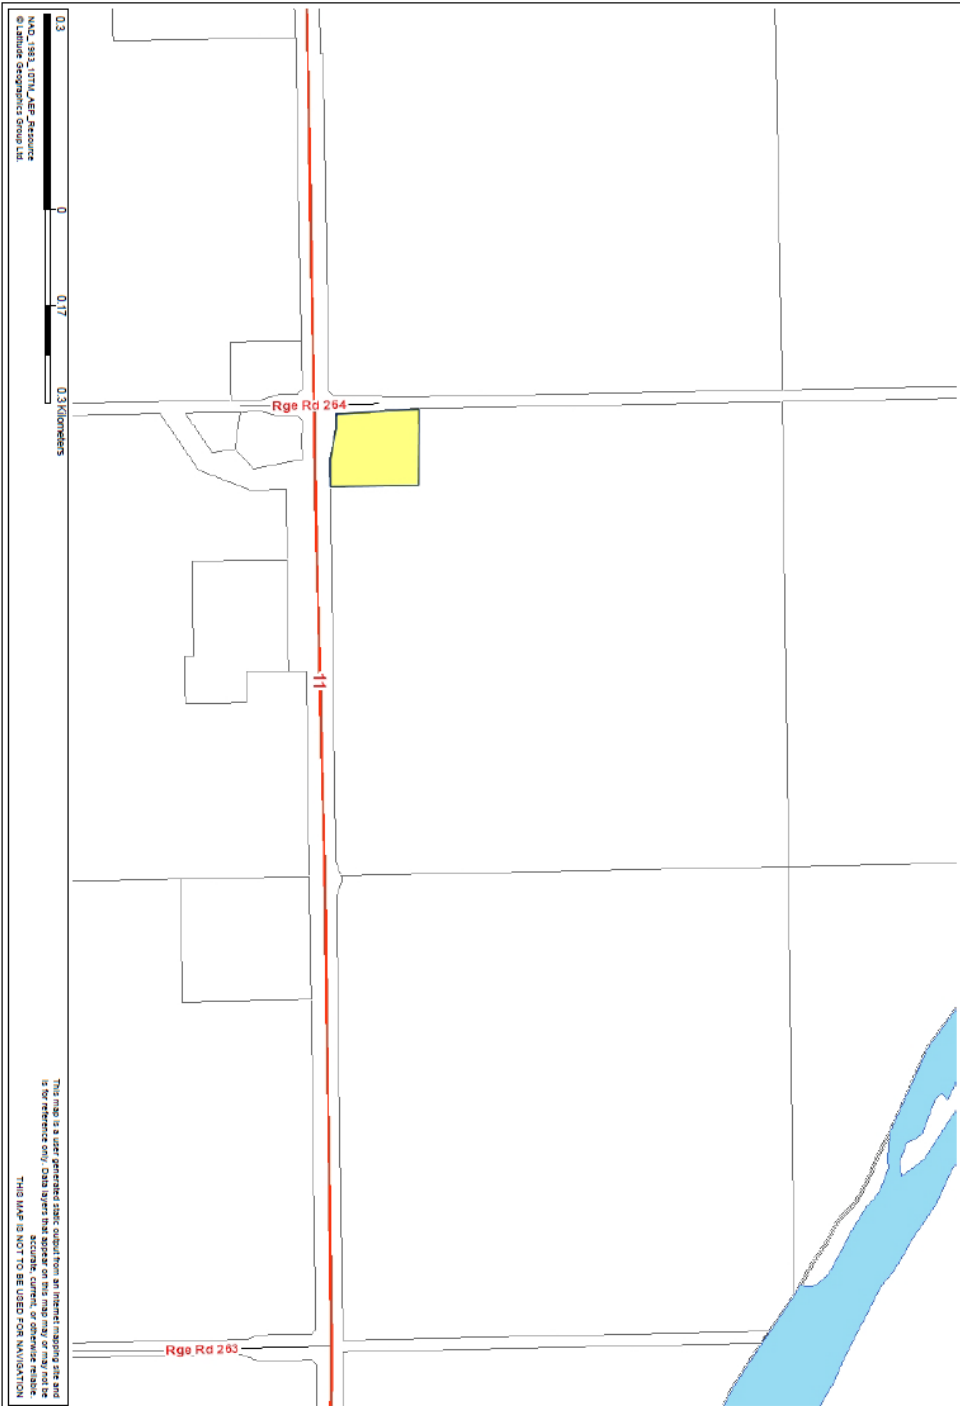 Rge Rd 264
11
Rge Rd 263
0.3
0
0.17
0.3 Kilometers
NAD_1983_10TM_AEP_Resource
© Latitude Geographics Group Ltd.
This map is a user generated static output from an Internet mapping site and
is for reference only. Data layers that appear on this map may or may not be
accurate, current, or otherwise reliable.
THIS MAP IS NOT TO BE USED FOR NAVIGATION